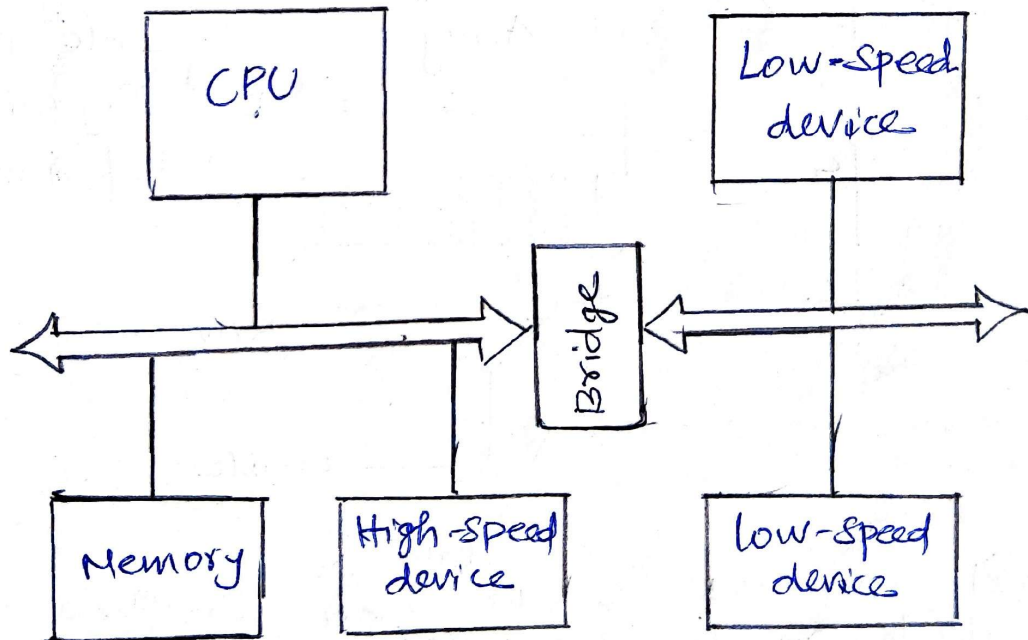 CPU
Low-Speed
device
Bridge
Memory
High-speed
device
low-speed
device